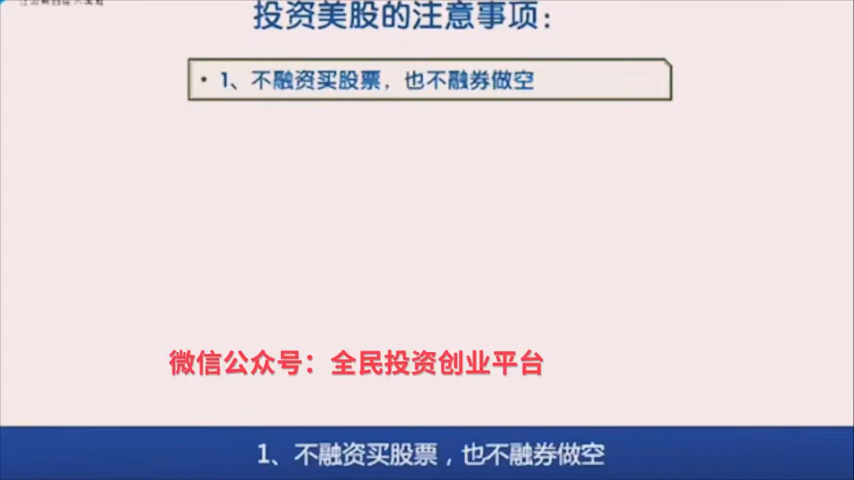 投资美股的注意事项：
• 1、不融资买股票，也不融券做空
微信公众号：全民投资创业平台
1、不融资买股票，也不融券做空